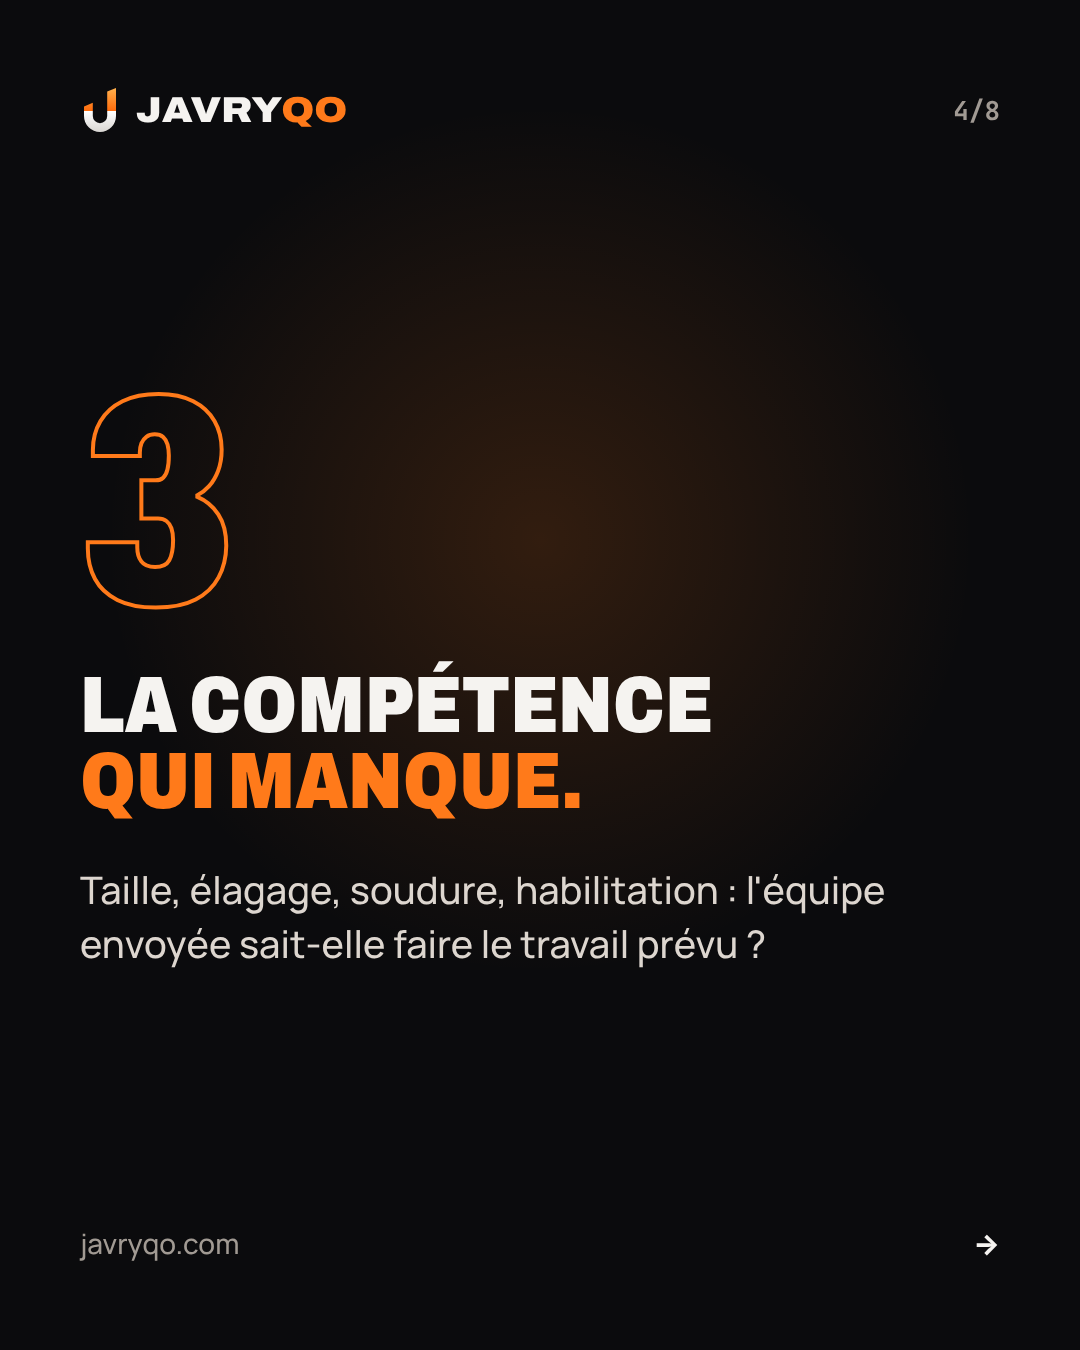 JAVRYQO
4/8
3
LA COMPÉTENCE
QUI MANQUE.
Taille, élagage, soudure, habilitation : l'équipe
envoyée sait-elle faire le travail prévu ?
javryqo.com
→